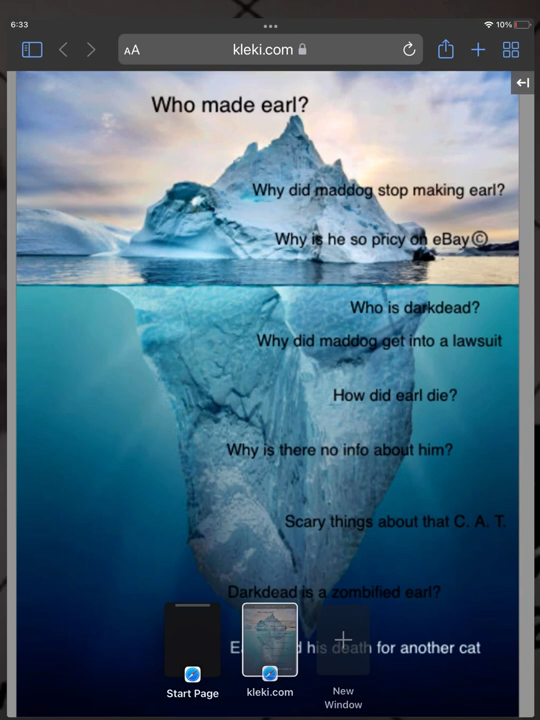 6:33
10%
AA
kleki.com
Who made earl?
Why did maddog stop making earl?
Why is he so pricy on eBay©
Who is darkdead?
Why did maddog get into a lawsuit
How did earl die?
Why is there no info about him?
Scary things about that C. A. T.
Darkdead is a zombified earl?
his death for another cat
Start Page
kleki.com
New
Window